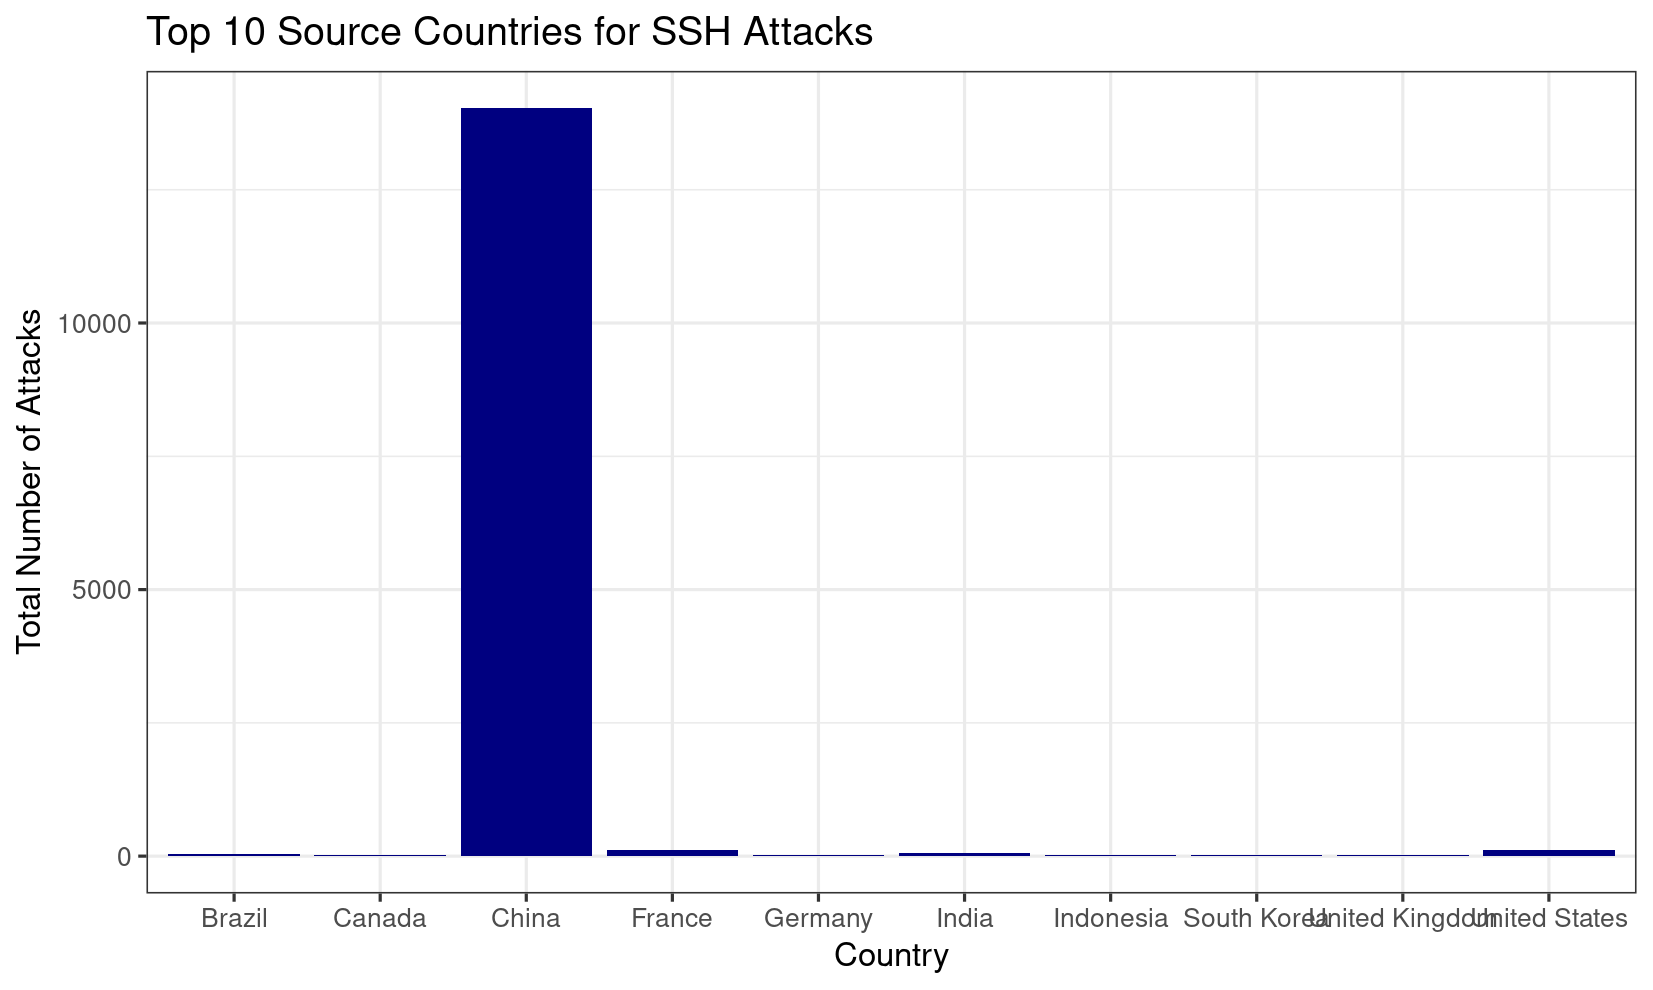 Top 10 Source Countries for SSH Attacks
Total Number of Attacks
10000
5000
0
Brazil Canada China France Germany India Indonesia South Korea United Kingdom United States
Country